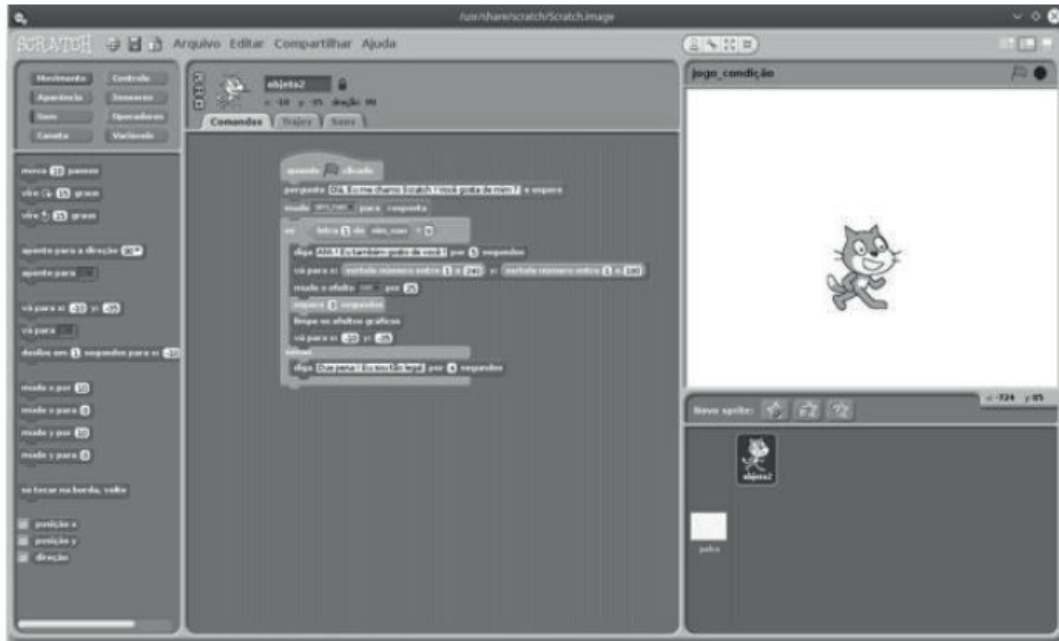 /usr/share/scratch/Scratch.image
SCRATCH Arquivo Editar Compartilhar Ajuda
Movimento Controle
Aparência Sensores
Som Operadores
Caneta Variáveis
mova 10 passos
vire 15 graus
vire 15 graus
aponte para a direção 90
aponte para
vá para x: -10 y: -35
vá para
deslize em 1 segundos para x: -10
mude x por 10
mude x para 0
mude y por 10
mude y para 0
se tocar na borda, volte
posição x
posição y
direção
objeto2
x: -10 y: -35 direção: 90
Comandos Trajes Sons
quando clicado
pergunte Olá, Eu me chamo Scratch ! Você gosta de mim ? e espere
mude sim_nao para resposta
se letra 1 de sim_nao = s
diga Ahh ! Eu também gosto de você ! por 5 segundos
vá para x: sorteie número entre 1 e 240 y: sorteie número entre 1 e 180
mude o efeito por 25
espere segundos
limpe os efeitos gráficos
vá para x: -10 y: -35
senão
diga Que pena ! Eu sou tão legal por 4 segundos
jogo_condição
x: -724 y: 85
Novo sprite:
objeto2
palco